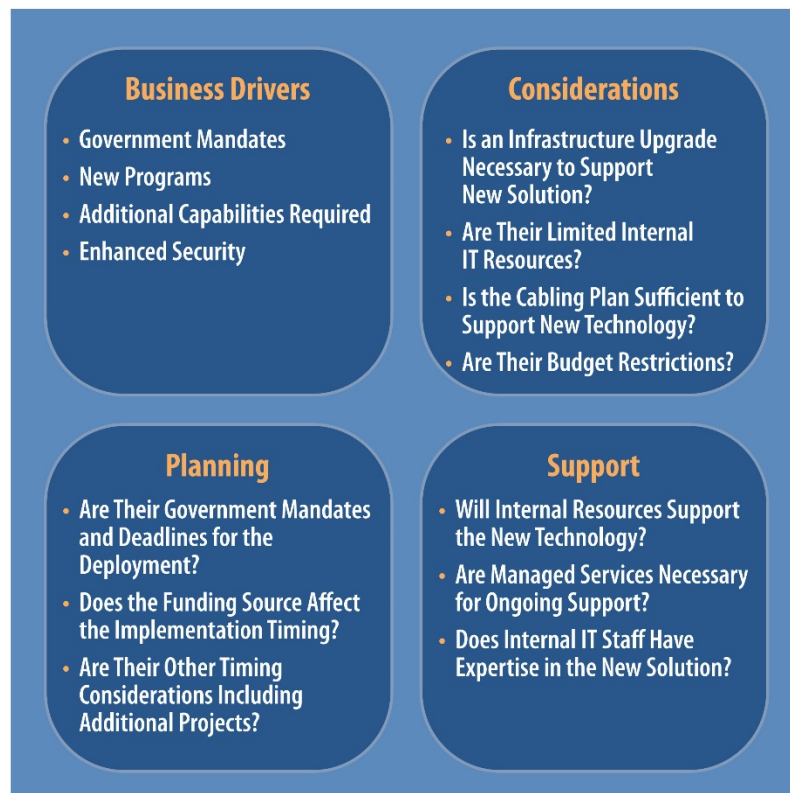 Business Drivers
• Government Mandates
• New Programs
• Additional Capabilities Required
• Enhanced Security
Considerations
• Is an Infrastructure Upgrade
Necessary to Support
New Solution?
• Are Their Limited Internal
IT Resources?
• Is the Cabling Plan Sufficient to
Support New Technology?
• Are Their Budget Restrictions?
Planning
• Are Their Government Mandates
and Deadlines for the
Deployment?
• Does the Funding Source Affect
the Implementation Timing?
• Are Their Other Timing
Considerations Including
Additional Projects?
Support
• Will Internal Resources Support
the New Technology?
• Are Managed Services Necessary
for Ongoing Support?
• Does Internal IT Staff Have
Expertise in the New Solution?